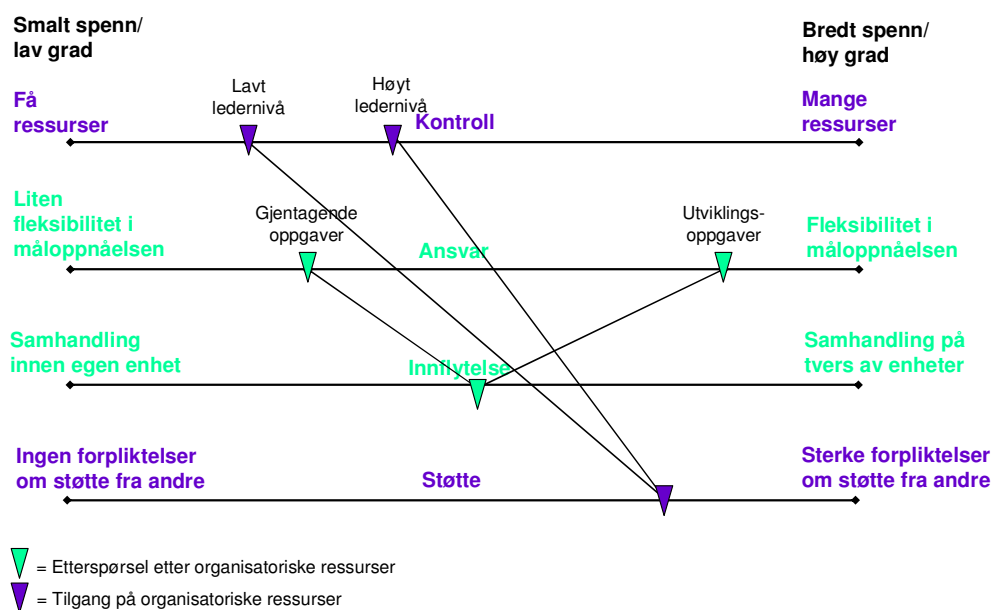 Smalt spenn/
lav grad
Bredt spenn/
høy grad
Få
ressurser
Lavt
ledernivå
Høyt
ledernivå
Kontroll
Mange
ressurser
Liten
fleksibilitet i
måloppnåelsen
Gjentagende
oppgaver
Ansvar
Utviklings-
oppgaver
Fleksibilitet i
måloppnåelsen
Samhandling
innen egen enhet
Innflytelse
Samhandling på
tvers av enheter
Ingen forpliktelser
om støtte fra andre
Støtte
Sterke forpliktelser
om støtte fra andre
= Etterspørsel etter organisatoriske ressurser
= Tilgang på organisatoriske ressurser